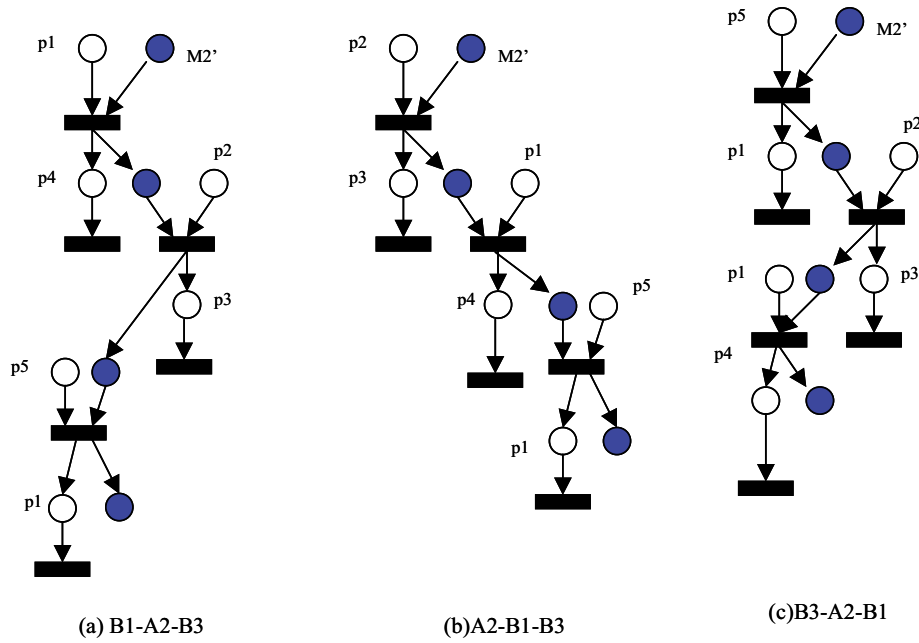 p1
M2’
p2
p4
p3
p5
p1
(a) B1-A2-B3
p2
M2’
p1
p3
p4
p5
p1
(b)A2-B1-B3
p5
M2’
p2
p1
p1
p3
p4
(c)B3-A2-B1